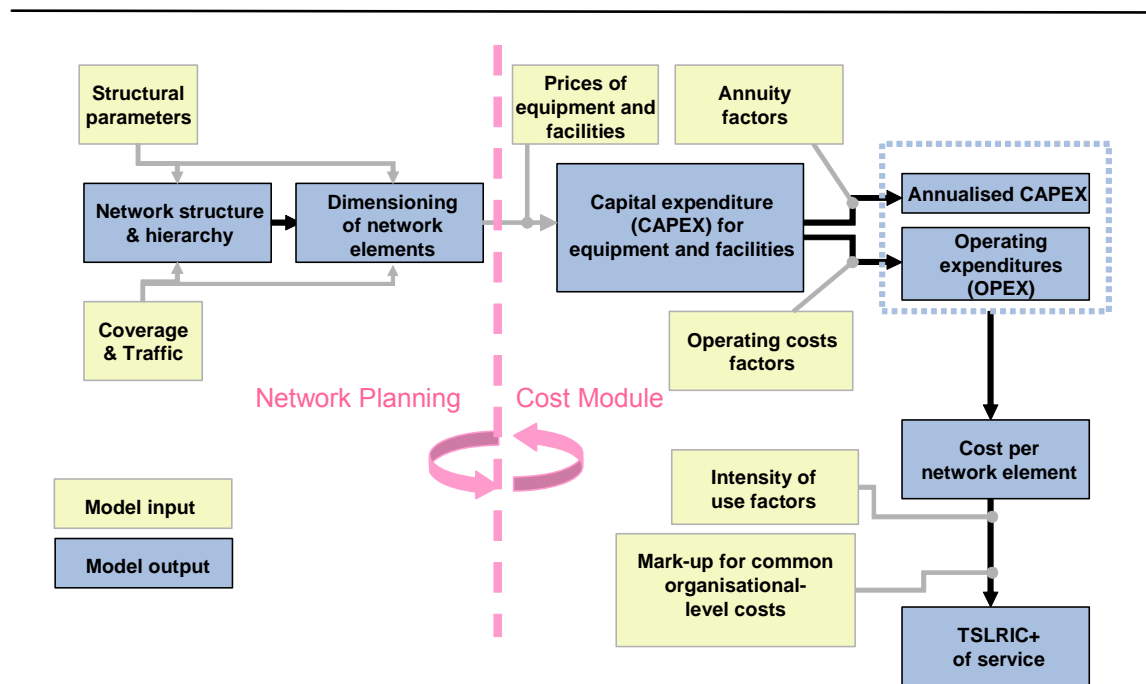 Structural
parameters
Prices of
equipment and
facilities
Annuity
factors
Network structure
& hierarchy
Dimensioning
of network
elements
Capital expenditure
(CAPEX) for
equipment and facilities
Annualised CAPEX
Operating
expenditures
(OPEX)
Coverage
& Traffic
Operating costs
factors
Network Planning
Cost Module
Cost per
network element
Intensity of
use factors
Model input
Model output
Mark-up for common
organisational-
level costs
TSLRIC+
of service